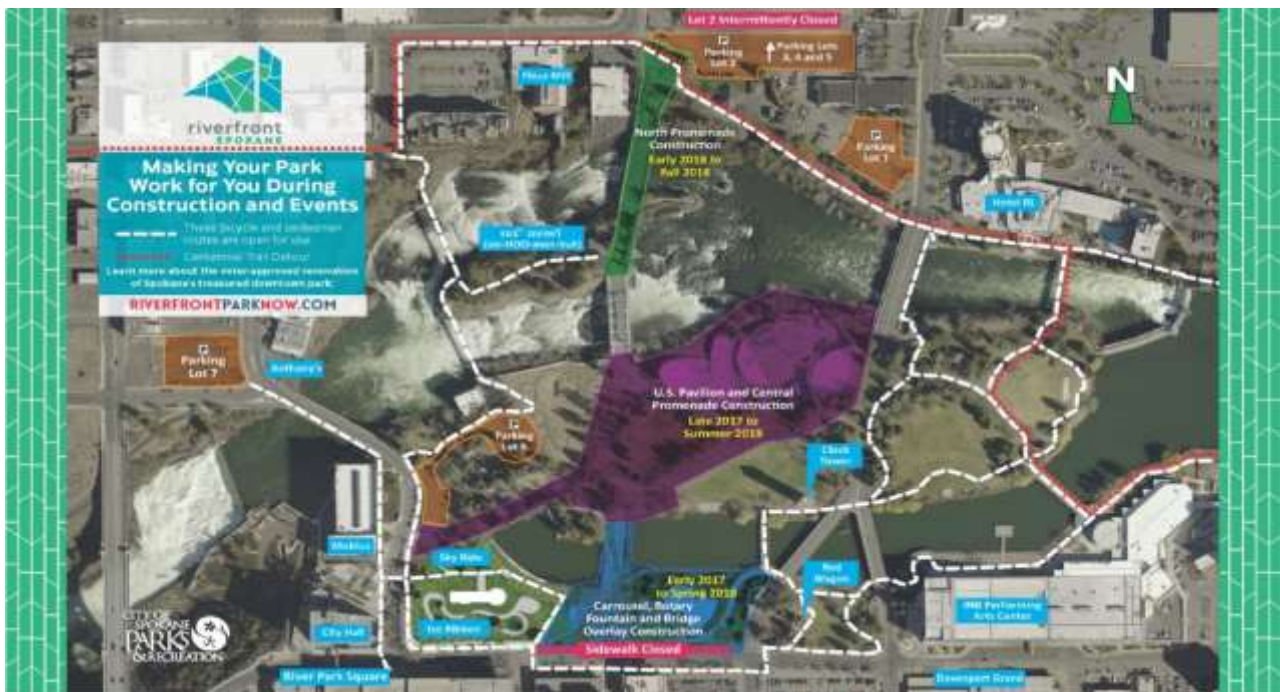 riverfront
SPOKANE
Making Your Park
Work for You During
Construction and Events
These bicycle and pedestrian
routes are open for use
Centennial Trail Detour
Learn more about the voter-approved renovation
of Spokane's treasured downtown park:
RIVERFRONTPARKNOW.COM
Lot 2 Intermittently Closed
P
Parking
Lot 2
Parking Lots
3, 4 and 5
N
North Promenade
Construction
Early 2018 to
Fall 2018
P
Parking
Lot 1
Hotel RL
P
Parking
Lot 7
Anthony's
P
Parking
Lot 6
U.S. Pavilion and Central
Promenade Construction
Late 2017 to
Clock
Tower
Mobius
Sky Ride
Red
Wagon
Early 2017
to Spring 2018
Carrousel, Rotary
Fountain and Bridge
Overlay Construction
Sidewalk Closed
INB Performing
Arts Center
City Hall
Ice Ribbon
River Park Square
Davenport Grand
CITY OF
SPOKANE
PARKS
& RECREATION